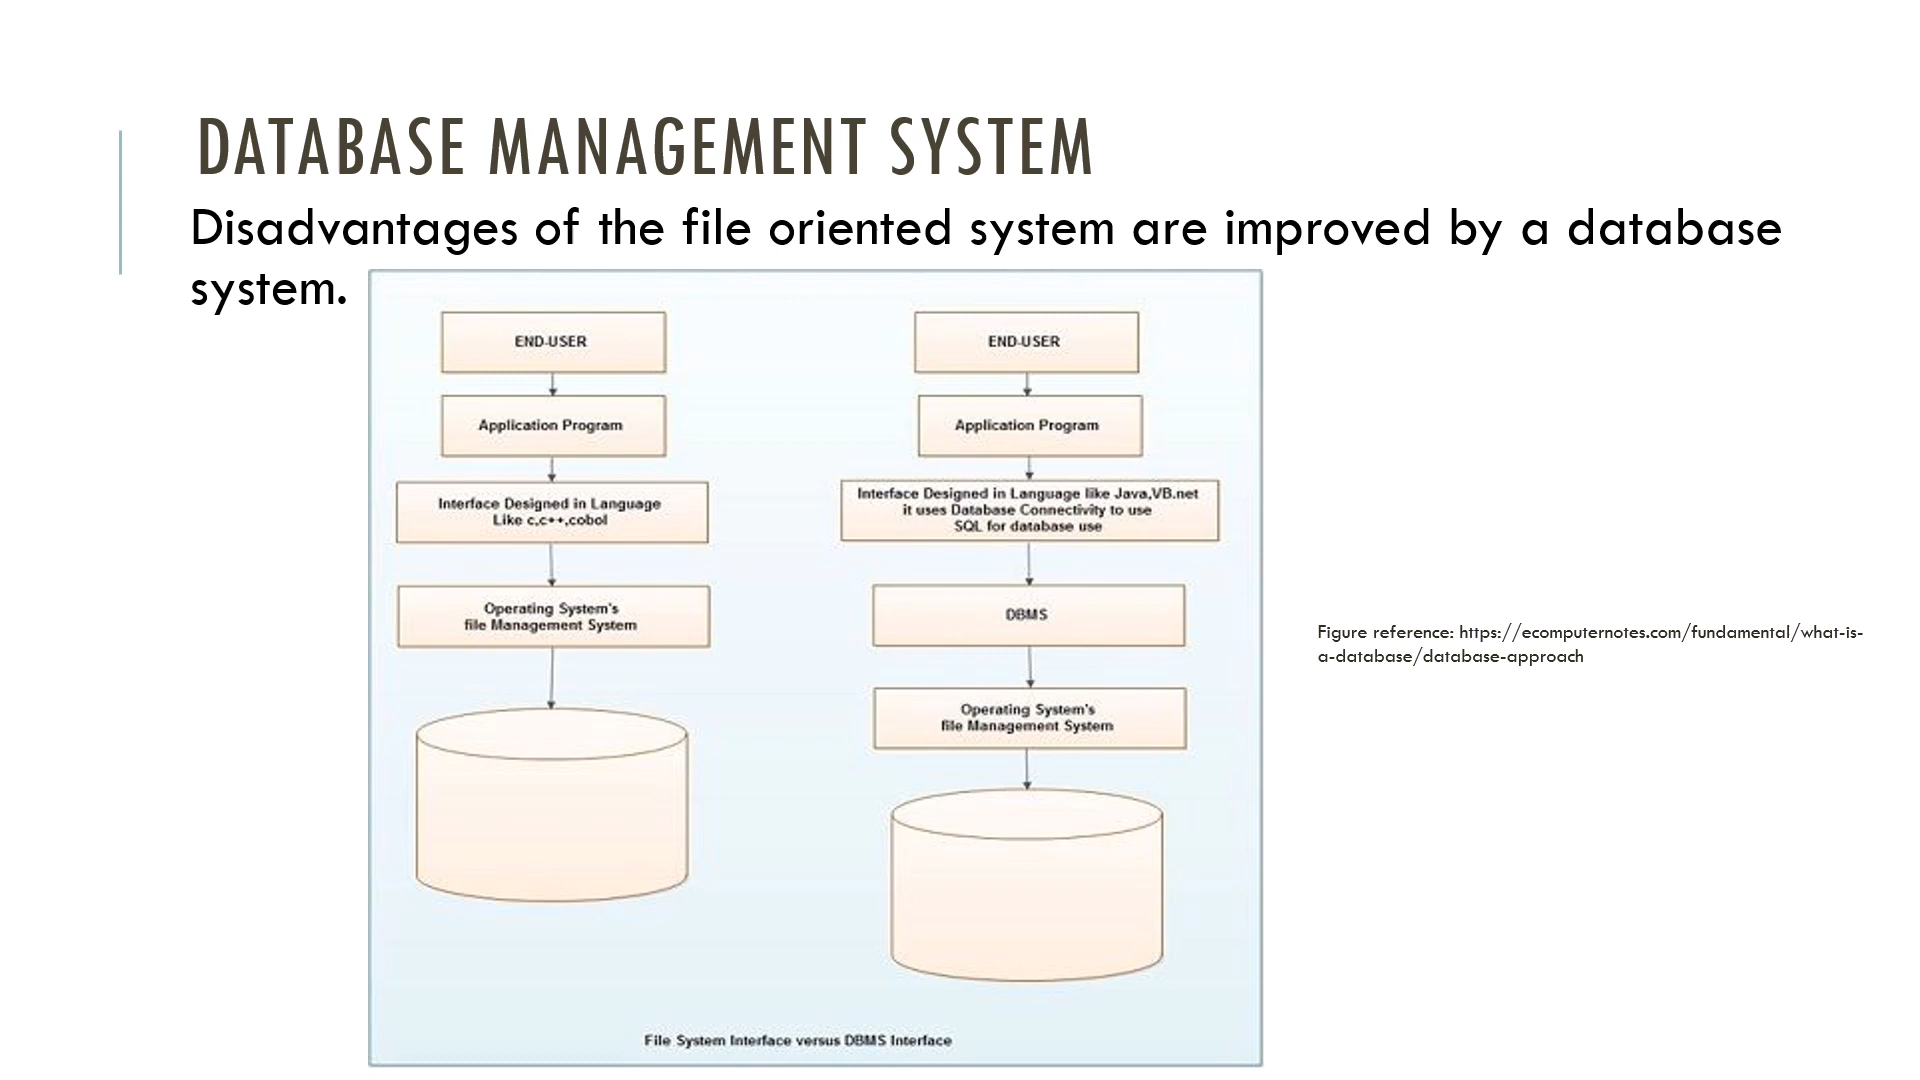 DATABASE MANAGEMENT SYSTEM
Disadvantages of the file oriented system are improved by a database
system.
END-USER
Application Program
Interface Designed in Language
Like c,c++,cobol
Operating System's
file Management System
END-USER
Application Program
Interface Designed in Language like Java,VB.net
it uses Database Connectivity to use
SQL for database use
DBMS
Operating System's
file Management System
File System Interface versus DBMS Interface
Figure reference: https://ecomputernotes.com/fundamental/what-is-
a-database/database-approach